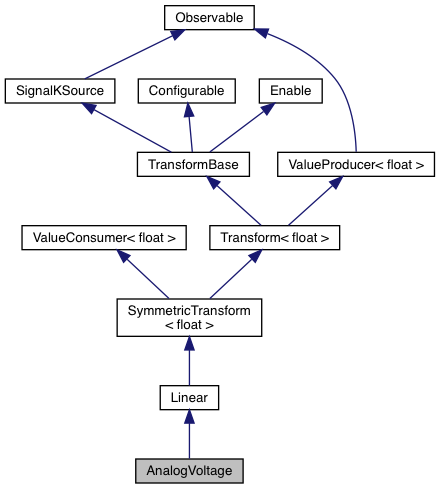 Observable
SignalKSource
Configurable
Enable
TransformBase
ValueProducer< float >
ValueConsumer< float >
Transform< float >
SymmetricTransform
< float >
Linear
AnalogVoltage